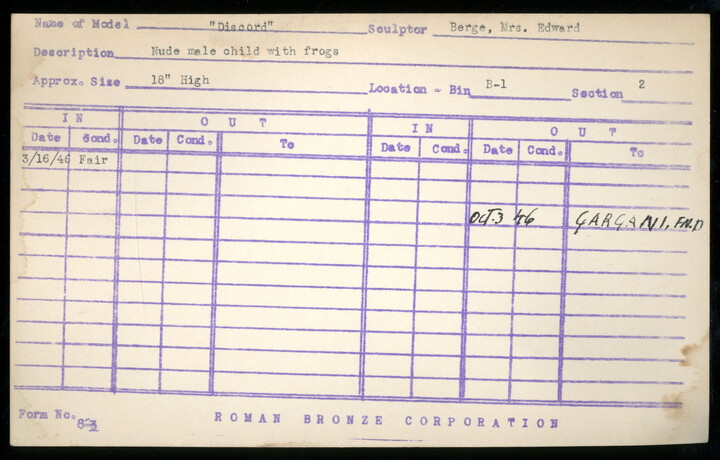 Name of Model "Discord" Sculptor Berge, Mrs. Edward
Description Nude male child with frogs
Approx. Size 18" High Location - Bin B-1 Section 2
IN OUT IN OUT
Date Cond. Date Cond. To Date Cond. Date Cond. To
3/16/46 Fair
OCT.3 46 GARGANI, FND
Form No.
ROMAN BRONZE CORPORATION